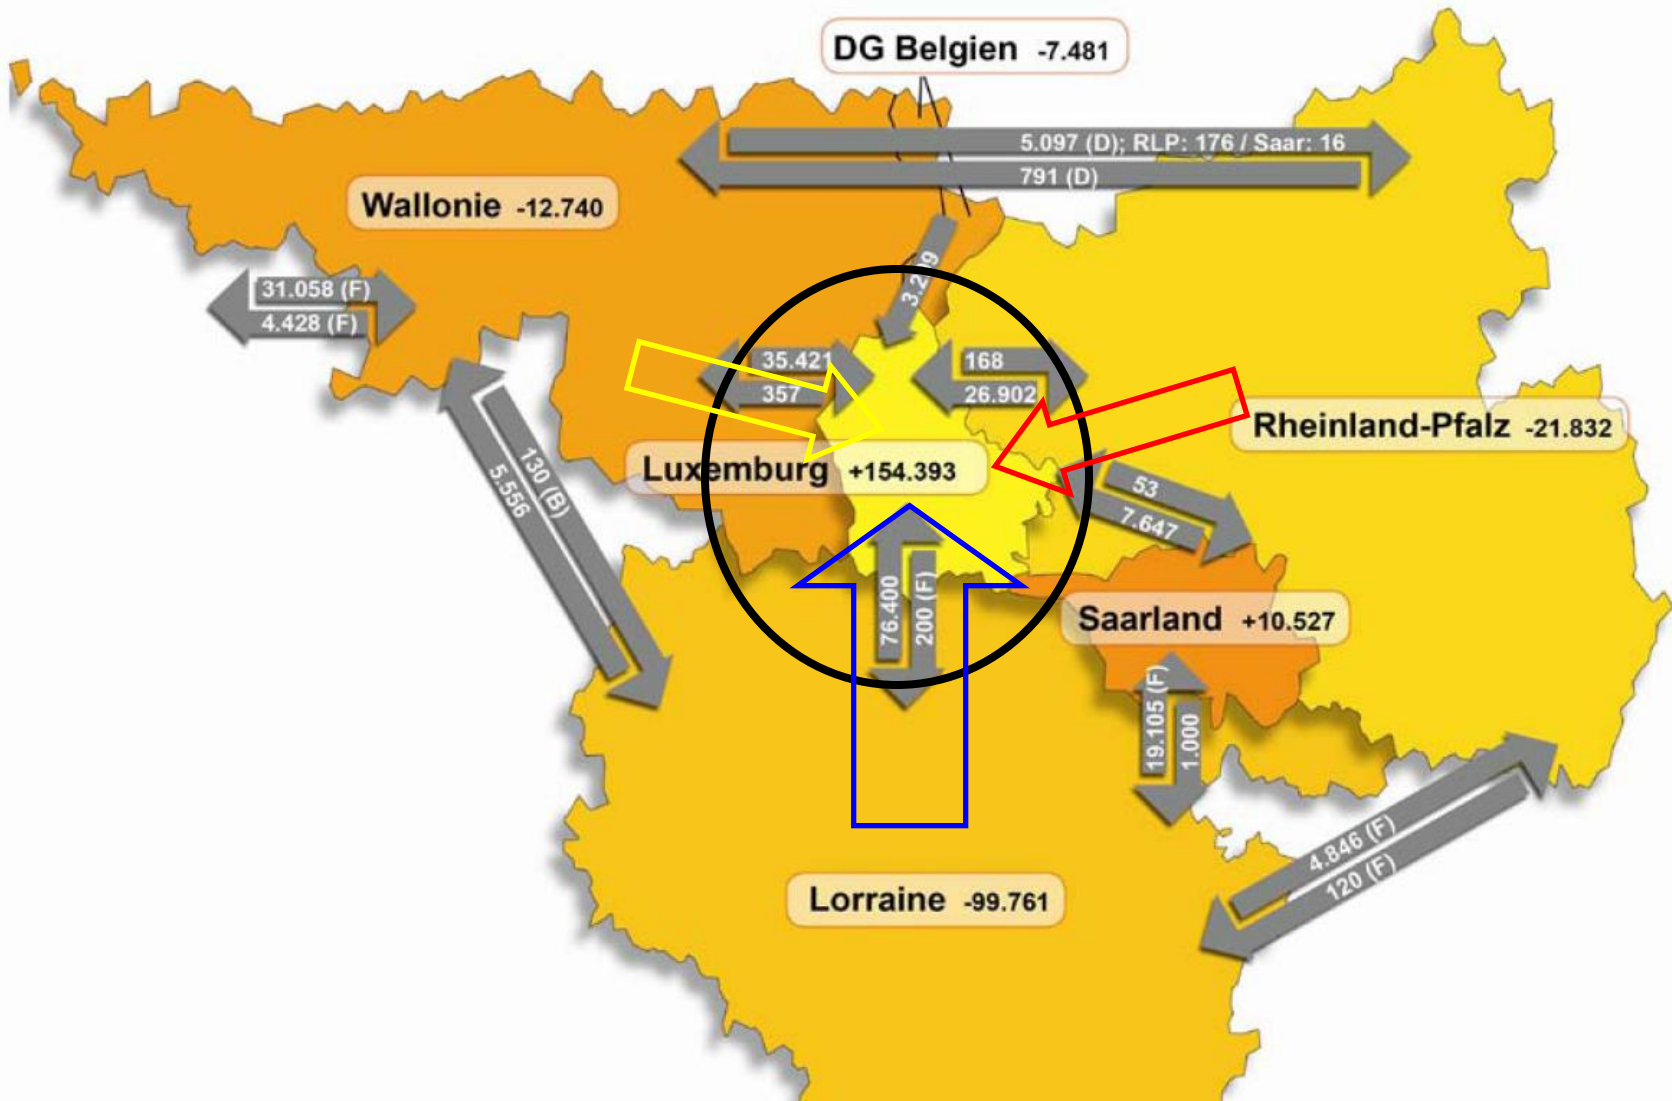 DG Belgien -7.481
5.097 (D); RLP: 176 / Saar: 16
791 (D)
Wallonie -12.740
31.058 (F)
4.428 (F)
35.421
357
168
26.902
Rheinland-Pfalz -21.832
Luxemburg +154.393
130 (B)
5.556
53
7.647
76.400
200 (F)
Saarland +10.527
19.105 (F)
1.000
4.846 (F)
120 (F)
Lorraine -99.761